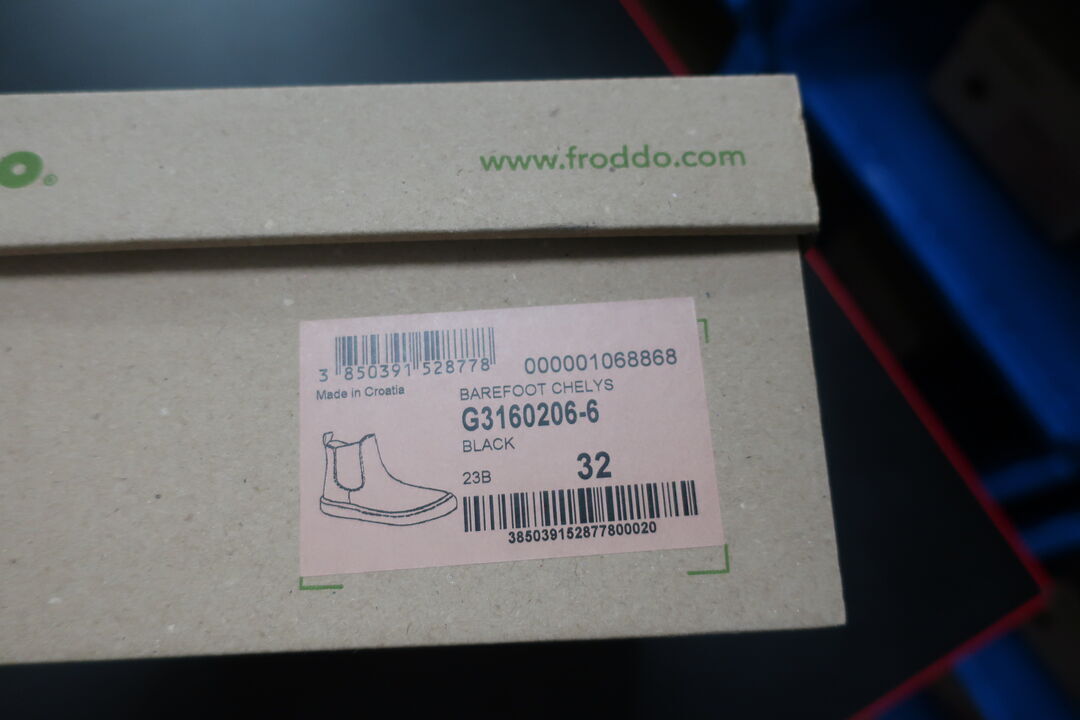 o®
www.froddo.com
3 850391 528778
000001068868
Made in Croatia
BAREFOOT CHELYS
G3160206-6
BLACK
23B
32
385039152877800020